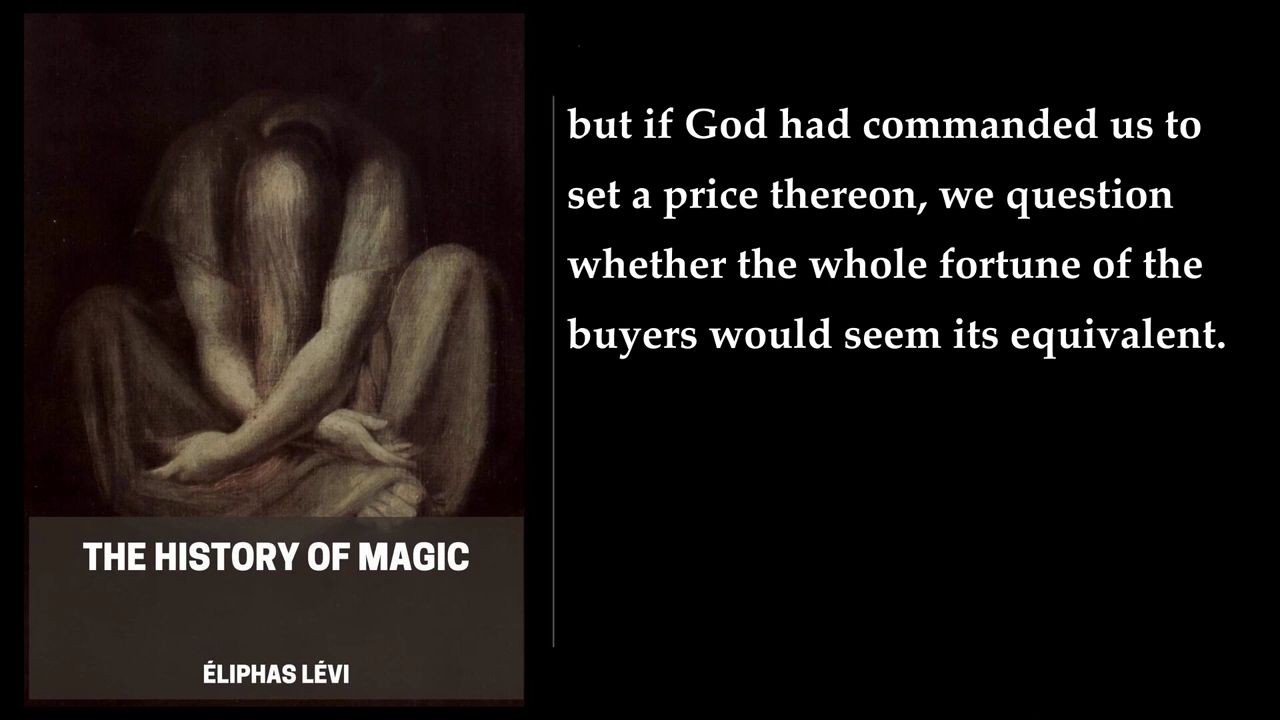 but if God had commanded us to
set a price thereon, we question
whether the whole fortune of the
buyers would seem its equivalent.
THE HISTORY OF MAGIC
ÉLIPHAS LÉVI